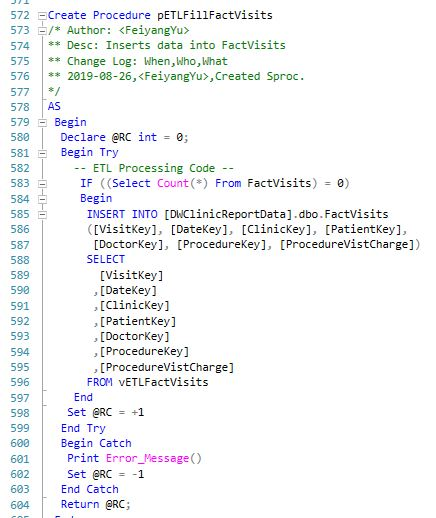 572 Create Procedure pETLFillFactVisits
573 /* Author: <FeiyangYu>
574 ** Desc: Inserts data into FactVisits
575 ** Change Log: When,Who,What
576 ** 2019-08-26,<FeiyangYu>,Created Sproc.
577 */
578 AS
579 Begin
580 Declare @RC int = 0;
581 Begin Try
582 -- ETL Processing Code --
583 IF ((Select Count(*) From FactVisits) = 0)
584 Begin
585 INSERT INTO [DWClinicReportData].dbo.FactVisits
586 ([VisitKey], [DateKey], [ClinicKey], [PatientKey],
587 [DoctorKey], [ProcedureKey], [ProcedureVistCharge])
588 SELECT
589 [VisitKey]
590 ,[DateKey]
591 ,[ClinicKey]
592 ,[PatientKey]
593 ,[DoctorKey]
594 ,[ProcedureKey]
595 ,[ProcedureVistCharge]
596 FROM vETLFactVisits
597 End
598 Set @RC = +1
599 End Try
600 Begin Catch
601 Print Error_Message()
602 Set @RC = -1
603 End Catch
604 Return @RC;